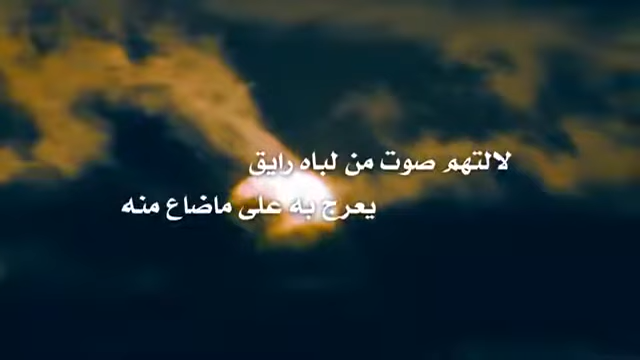 لالتهم صوت من لباه رايق
يعرج به على ماضاع منه